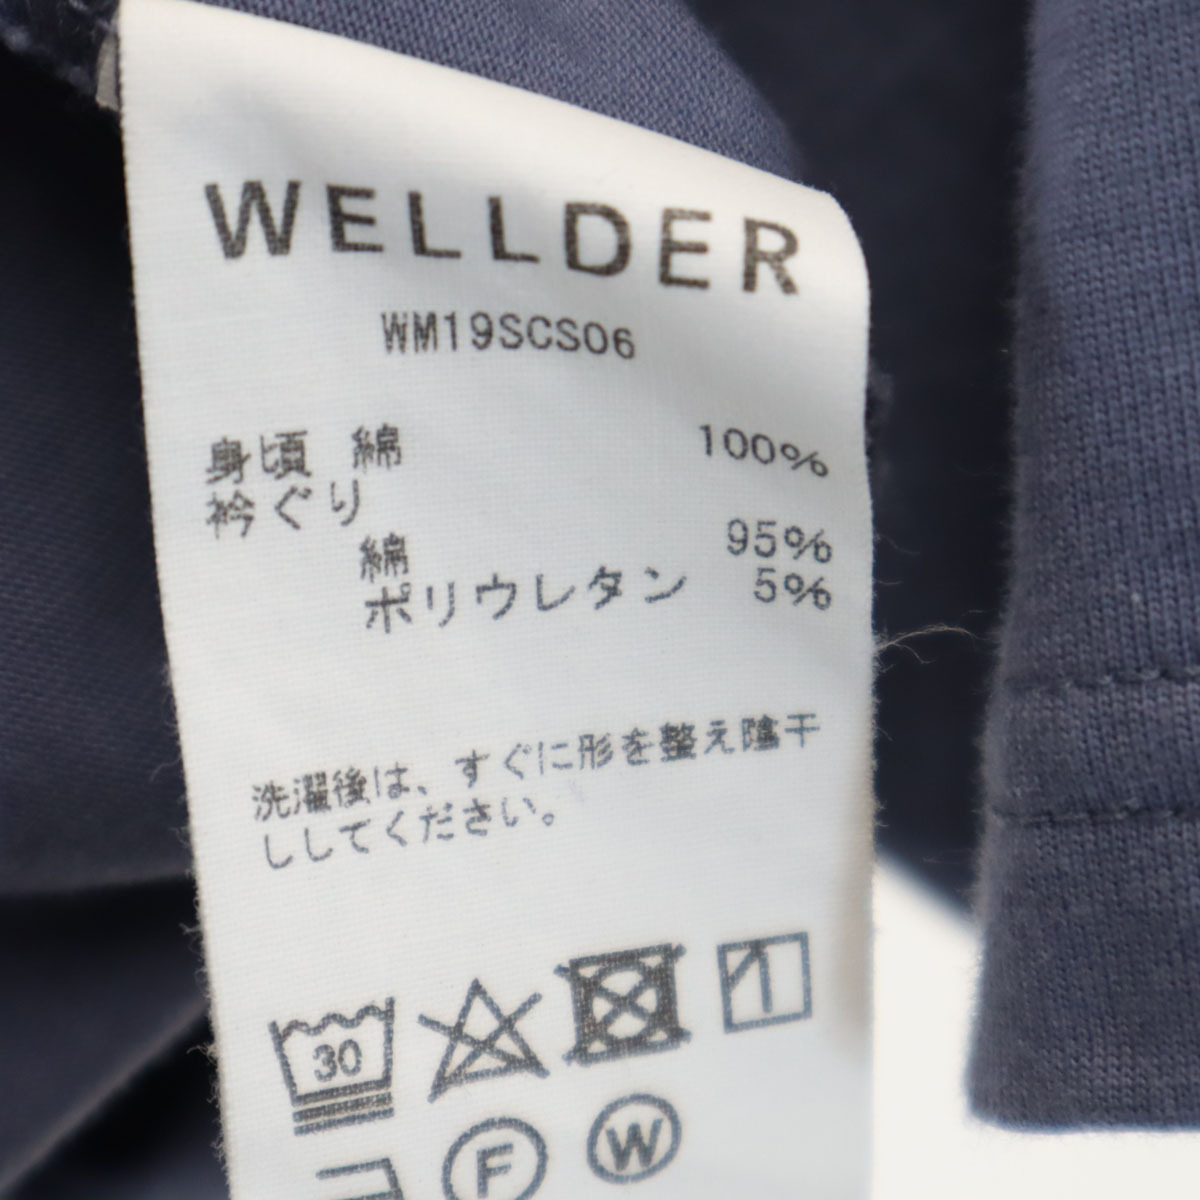 WELLDER
WM19SCS06
身頃 綿 100%
衿ぐり
綿 95%
ポリウレタン 5%
洗濯後は、すぐに形を整え陰干
ししてください。
30
F W